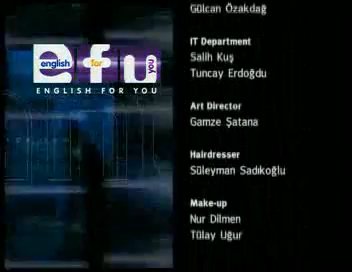 english for you
ENGLISH FOR YOU
Gülcan Özakdağ
IT Department
Salih Kuş
Tuncay Erdoğdu
Art Director
Gamze Şatana
Hairdresser
Süleyman Sadıkoğlu
Make-up
Nur Dilmen
Tülay Uğur